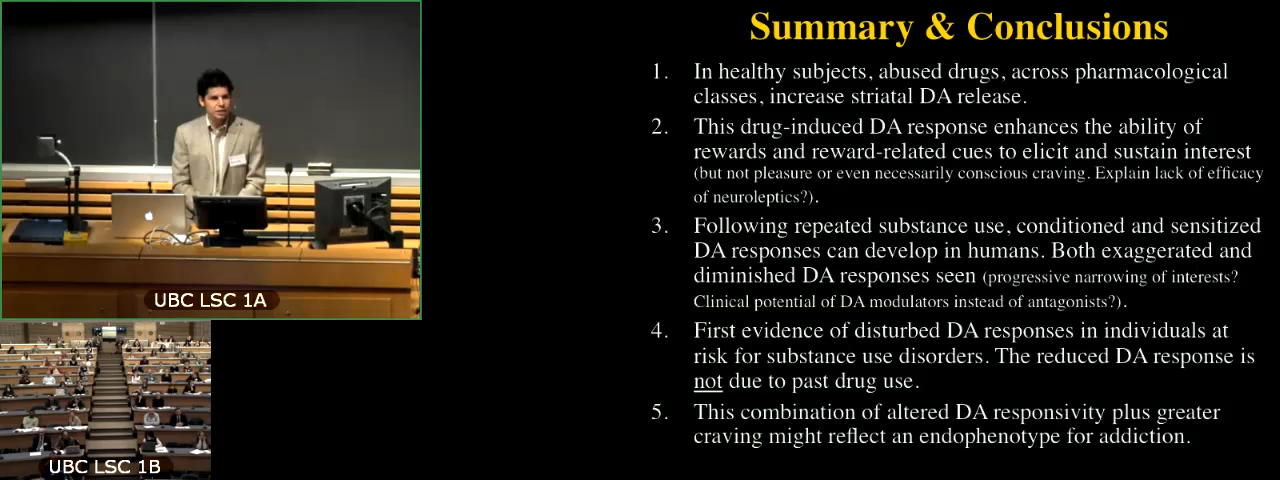 Summary & Conclusions
1. In healthy subjects, abused drugs, across pharmacological
classes, increase striatal DA release.
2. This drug-induced DA response enhances the ability of
rewards and reward-related cues to elicit and sustain interest
(but not pleasure or even necessarily conscious craving. Explain lack of efficacy
of neuroleptics?).
3. Following repeated substance use, conditioned and sensitized
DA responses can develop in humans. Both exaggerated and
diminished DA responses seen (progressive narrowing of interests?
Clinical potential of DA modulators instead of antagonists?).
4. First evidence of disturbed DA responses in individuals at
risk for substance use disorders. The reduced DA response is
not due to past drug use.
5. This combination of altered DA responsivity plus greater
craving might reflect an endophenotype for addiction.
UBC LSC 1A
UBC LSC 1B